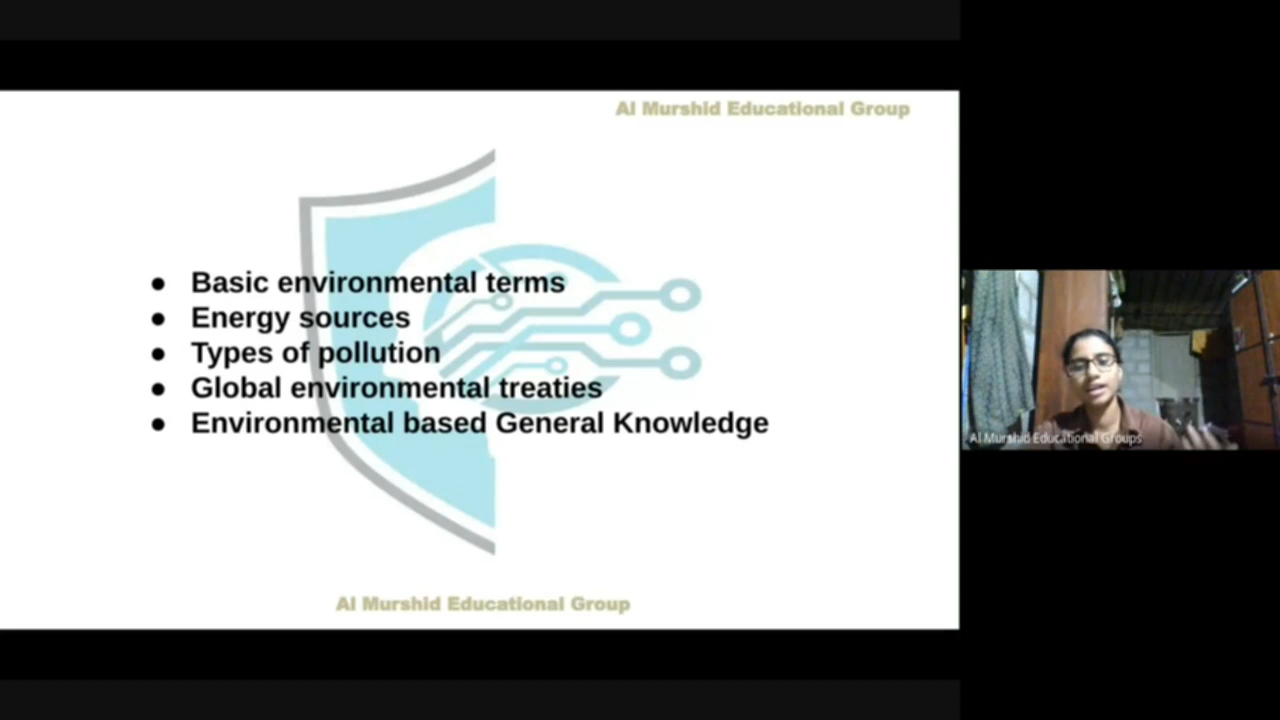 Al Murshid Educational Group
● Basic environmental terms
● Energy sources
● Types of pollution
● Global environmental treaties
● Environmental based General Knowledge
Al Murshid Educational Groups
Al Murshid Educational Group